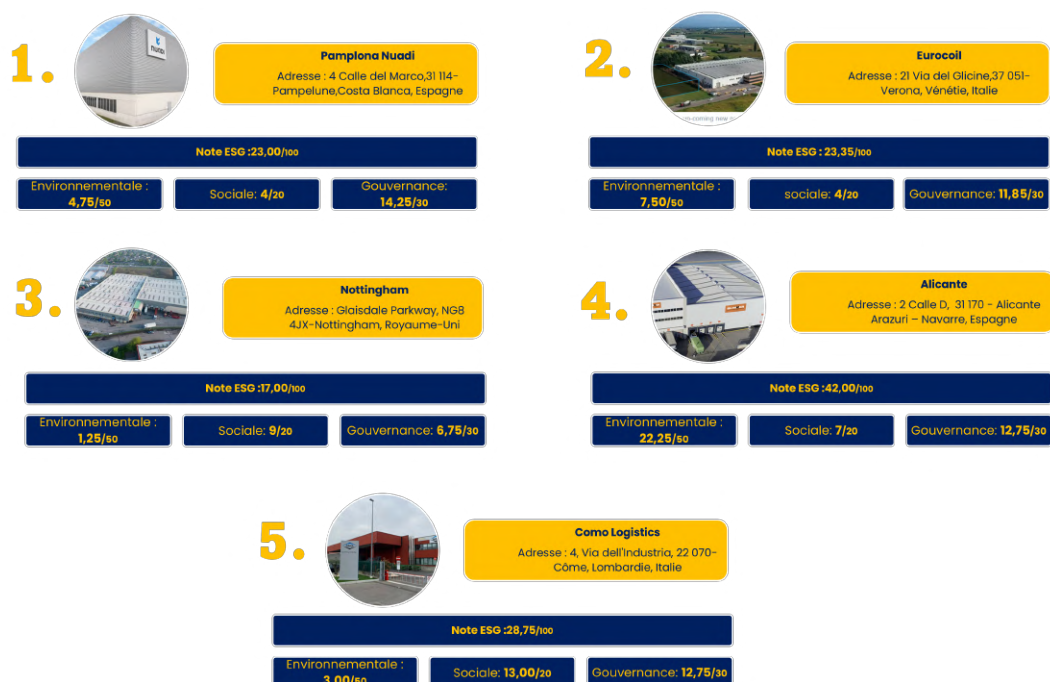 1.
nuadi
Pamplona Nuadi
Adresse : 4 Calle del Marco,31 114-
Pampelune,Costa Blanca, Espagne
Note ESG :23,00/100
Environnementale :
4,75/50
Sociale: 4/20
Gouvernance:
14,25/30
2.
Eurocoil
Adresse : 21 Via del Glicine,37 051-
Verona, Vénétie, Italie
coming new
Note ESG : 23,35/100
Environnementale :
7,50/50
sociale: 4/20
Gouvernance: 11,85/30
3.
Nottingham
Adresse : Glaisdale Parkway, NG8
4JX-Nottingham, Royaume-Uni
Note ESG :17,00/100
Environnementale :
1,25/50
Sociale: 9/20
Gouvernance: 6,75/30
4.
Alicante
Adresse : 2 Calle D, 31 170 - Alicante
Arazuri – Navarre, Espagne
Note ESG :42,00/100
Environnementale :
22,25/50
Sociale: 7/20
Gouvernance: 12,75/30
5.
Como Logistics
Adresse : 4, Via dell'Industria, 22 070-
Côme, Lombardie, Italie
Note ESG :28,75/100
Environnementale :
3,00/50
Sociale: 13,00/20
Gouvernance: 12,75/30